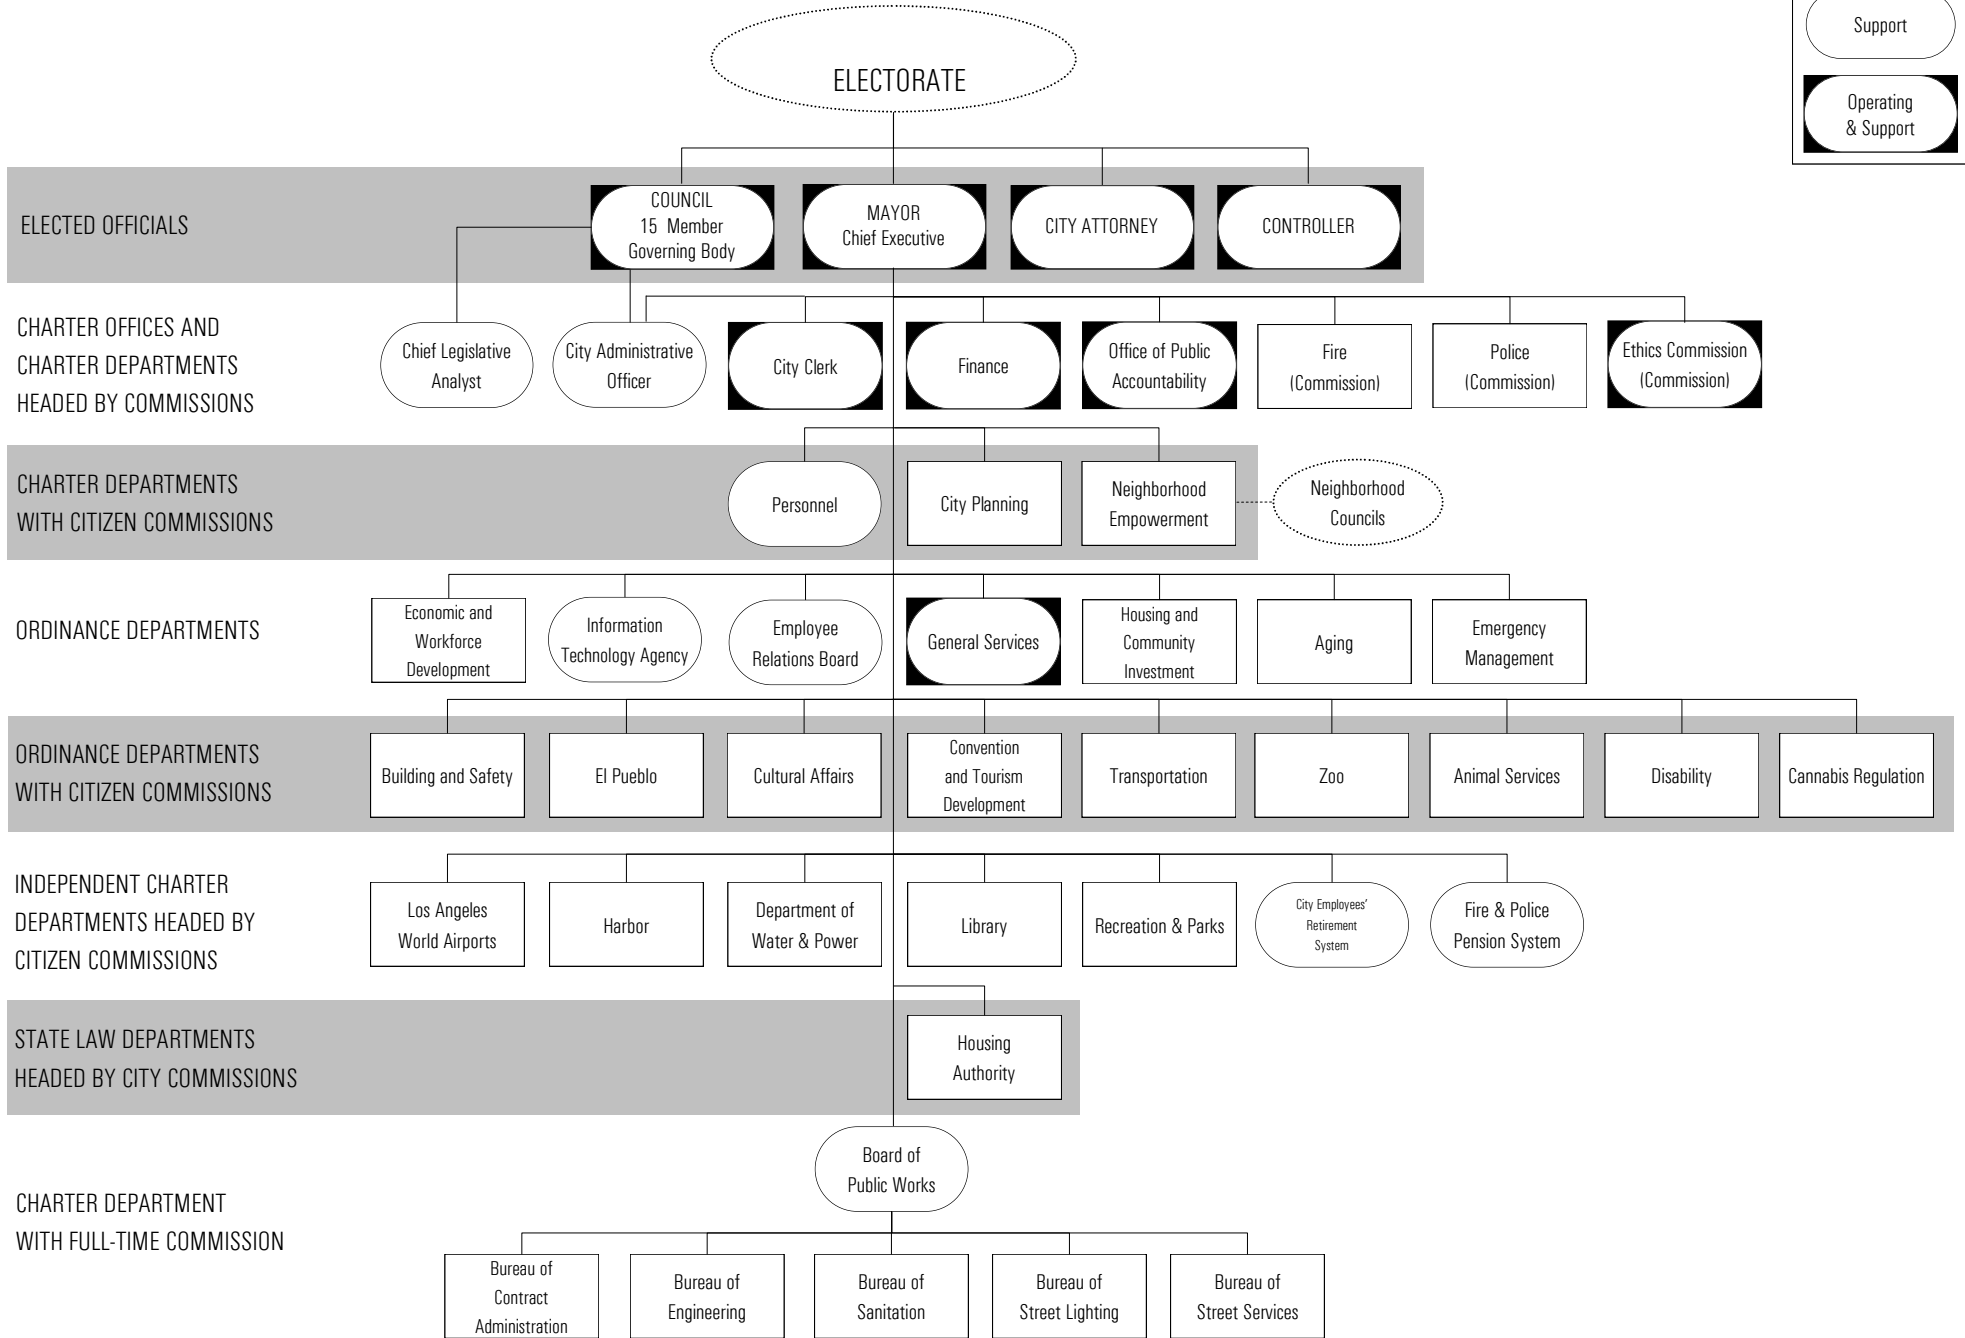 Support
Operating
& Support
ELECTORATE
ELECTED OFFICIALS
COUNCIL
15 Member
Governing Body
MAYOR
Chief Executive
CITY ATTORNEY
CONTROLLER
CHARTER OFFICES AND
CHARTER DEPARTMENTS
HEADED BY COMMISSIONS
Chief Legislative
Analyst
City Administrative
Officer
City Clerk
Finance
Office of Public
Accountability
Fire
(Commission)
Police
(Commission)
Ethics Commission
(Commission)
CHARTER DEPARTMENTS
WITH CITIZEN COMMISSIONS
Personnel
City Planning
Neighborhood
Empowerment
Neighborhood
Councils
ORDINANCE DEPARTMENTS
Economic and
Workforce
Development
Information
Technology Agency
Employee
Relations Board
General Services
Housing and
Community
Investment
Aging
Emergency
Management
ORDINANCE DEPARTMENTS
WITH CITIZEN COMMISSIONS
Building and Safety
El Pueblo
Cultural Affairs
Convention
and Tourism
Development
Transportation
Zoo
Animal Services
Disability
Cannabis Regulation
INDEPENDENT CHARTER
DEPARTMENTS HEADED BY
CITIZEN COMMISSIONS
Los Angeles
World Airports
Harbor
Department of
Water & Power
Library
Recreation & Parks
City Employees’
Retirement
System
Fire & Police
Pension System
STATE LAW DEPARTMENTS
HEADED BY CITY COMMISSIONS
Housing
Authority
CHARTER DEPARTMENT
WITH FULL-TIME COMMISSION
Board of
Public Works
Bureau of
Contract
Administration
Bureau of
Engineering
Bureau of
Sanitation
Bureau of
Street Lighting
Bureau of
Street Services